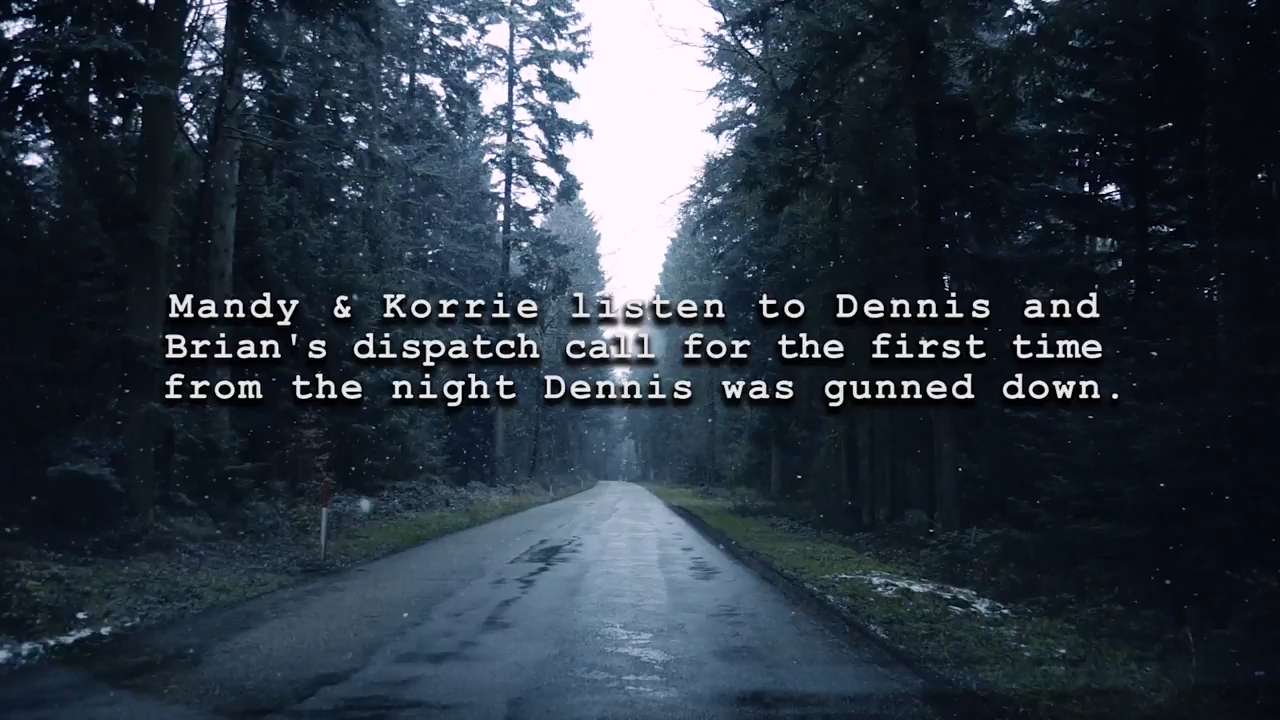 Mandy & Korrie listen to Dennis and
Brian's dispatch call for the first time
from the night Dennis was gunned down.